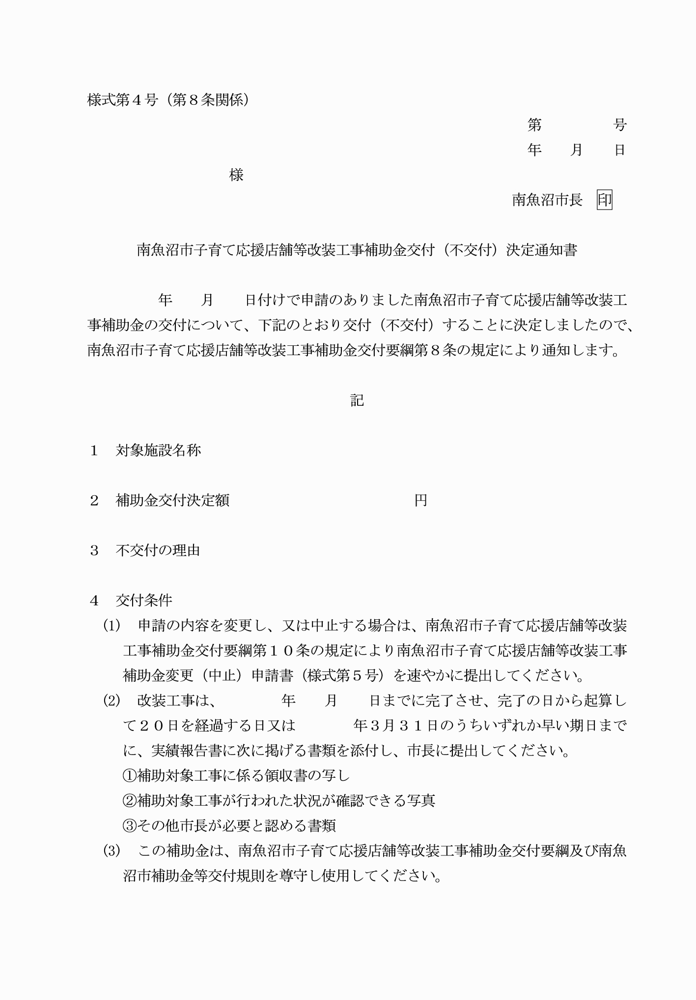 様式第４号（第８条関係）
第　　　　　号
年　　月　　日
様
南魚沼市長　印
南魚沼市子育て応援店舗等改装工事補助金交付（不交付）決定通知書
年　　月　　日付けで申請のありました南魚沼市子育て応援店舗等改装工
事補助金の交付について、下記のとおり交付（不交付）することに決定しましたので、
南魚沼市子育て応援店舗等改装工事補助金交付要綱第８条の規定により通知します。
記
１　対象施設名称
２　補助金交付決定額　　　　　　　　　　　　　円
３　不交付の理由
４　交付条件
(1)　申請の内容を変更し、又は中止する場合は、南魚沼市子育て応援店舗等改装
工事補助金交付要綱第１０条の規定により南魚沼市子育て応援店舗等改装工事
補助金変更（中止）申請書（様式第５号）を速やかに提出してください。
(2)　改装工事は、　　　　　年　　月　　日までに完了させ、完了の日から起算し
て２０日を経過する日又は　　　　年３月３１日のうちいずれか早い期日まで
に、実績報告書に次に掲げる書類を添付し、市長に提出してください。
①補助対象工事に係る領収書の写し
②補助対象工事が行われた状況が確認できる写真
③その他市長が必要と認める書類
(3)　この補助金は、南魚沼市子育て応援店舗等改装工事補助金交付要綱及び南魚
沼市補助金等交付規則を尊守し使用してください。